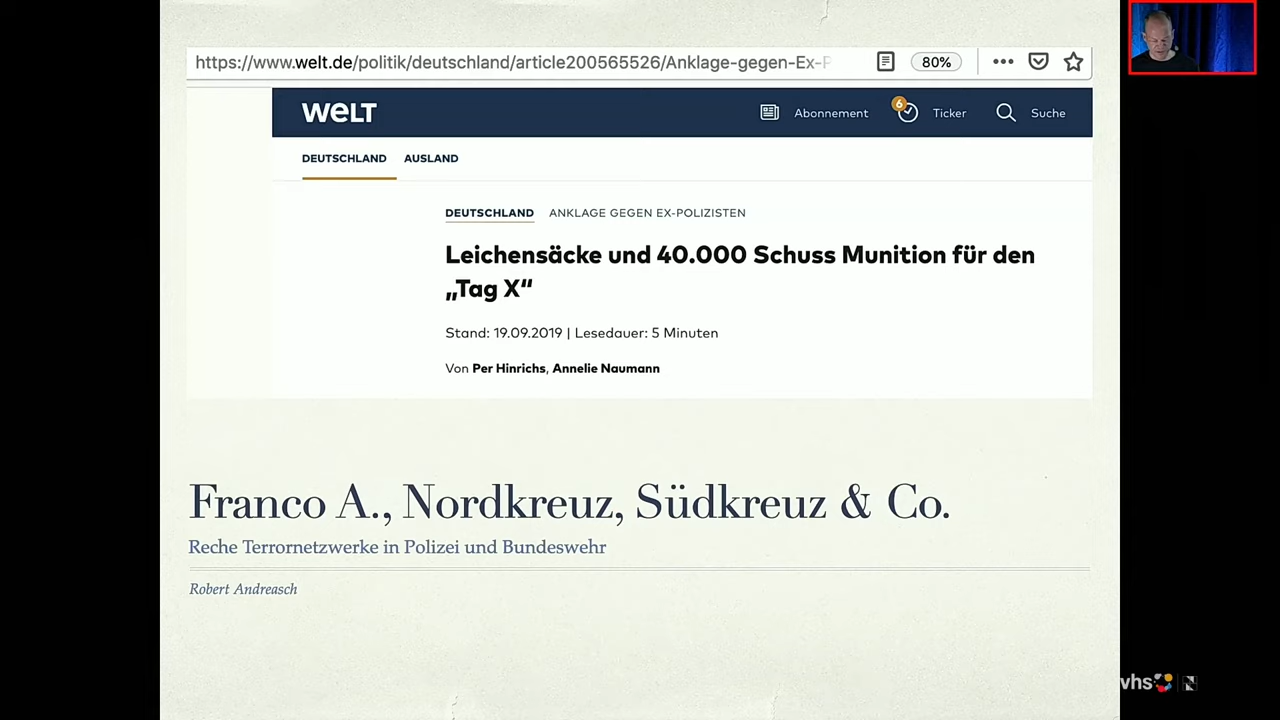 https://www.welt.de/politik/deutschland/article200565526/Anklage-gegen-Ex-P
80%
WELT
Abonnement
6
Ticker
Suche
DEUTSCHLAND AUSLAND
DEUTSCHLAND ANKLAGE GEGEN EX-POLIZISTEN
Leichensäcke und 40.000 Schuss Munition für den
„Tag X“
Stand: 19.09.2019 | Lesedauer: 5 Minuten
Von Per Hinrichs, Annelie Naumann
Franco A., Nordkreuz, Südkreuz & Co.
Reche Terrornetzwerke in Polizei und Bundeswehr
Robert Andreasch
vhs